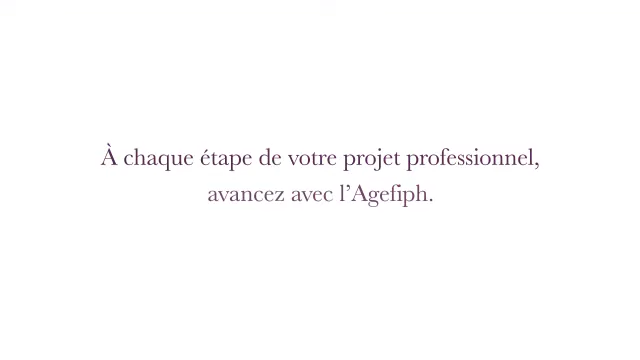 À chaque étape de votre projet professionnel,
avancez avec l’Agefiph.